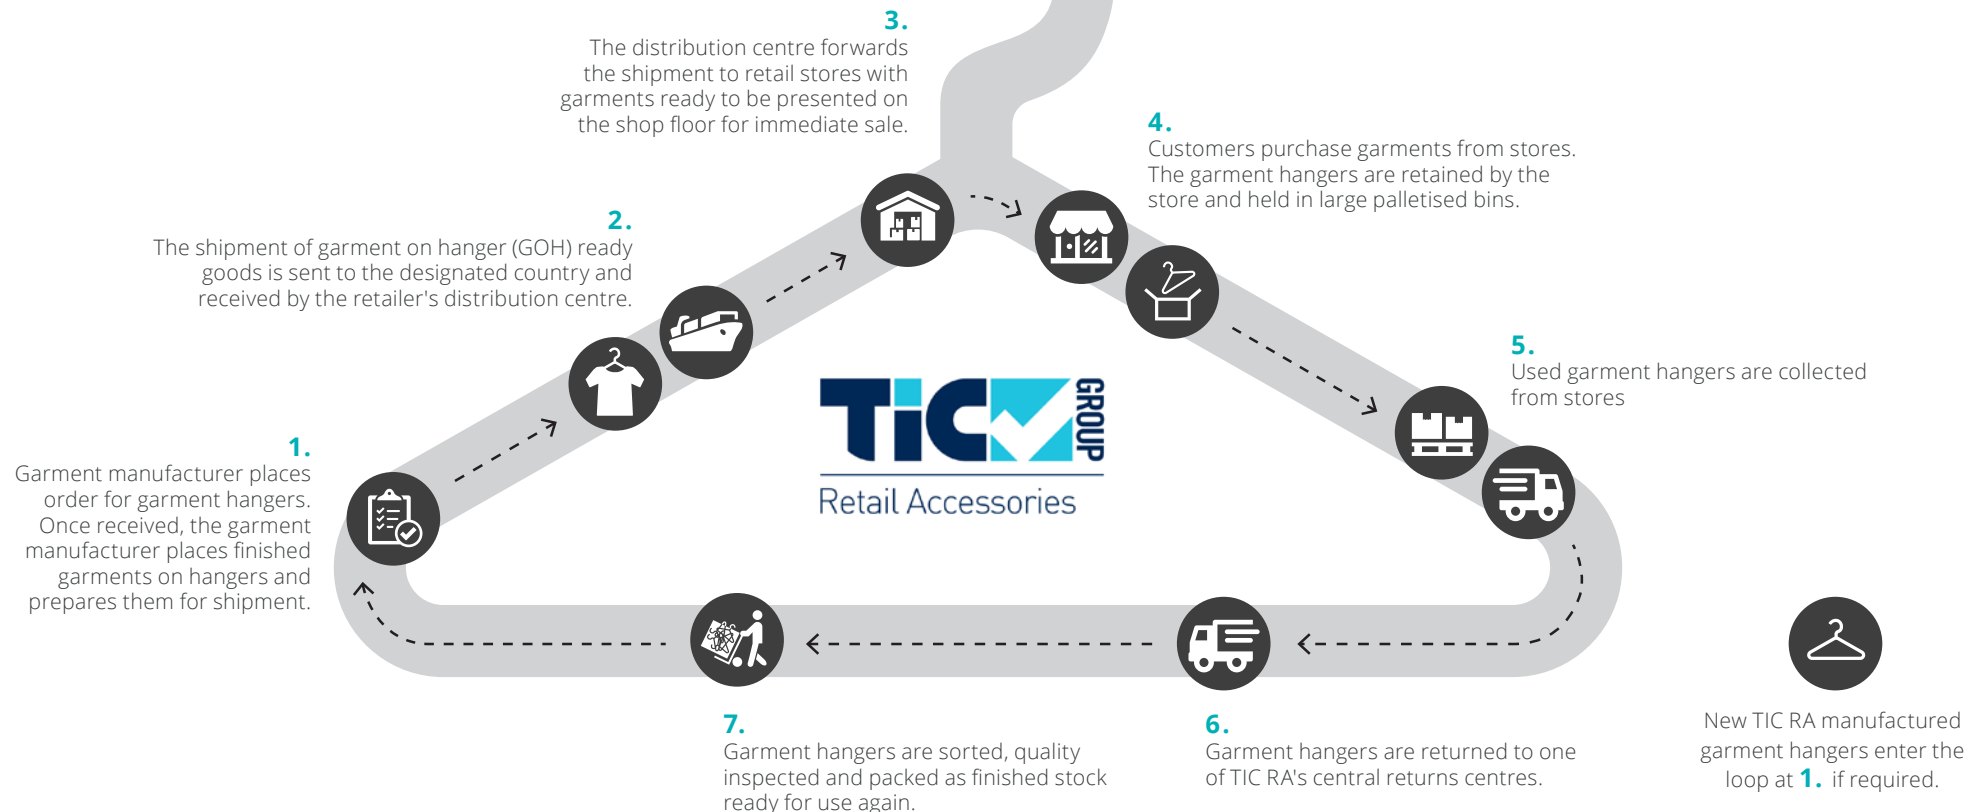 1.
Garment manufacturer places
order for garment hangers.
Once received, the garment
manufacturer places finished
garments on hangers and
prepares them for shipment.
2.
The shipment of garment on hanger (GOH) ready
goods is sent to the designated country and
received by the retailer's distribution centre.
3.
The distribution centre forwards
the shipment to retail stores with
garments ready to be presented on
the shop floor for immediate sale.
4.
Customers purchase garments from stores.
The garment hangers are retained by the
store and held in large palletised bins.
5.
Used garment hangers are collected
from stores
6.
Garment hangers are returned to one
of TIC RA's central returns centres.
7.
Garment hangers are sorted, quality
inspected and packed as finished stock
ready for use again.
TiC GROUP
Retail Accessories
New TIC RA manufactured
garment hangers enter the
loop at 1. if required.